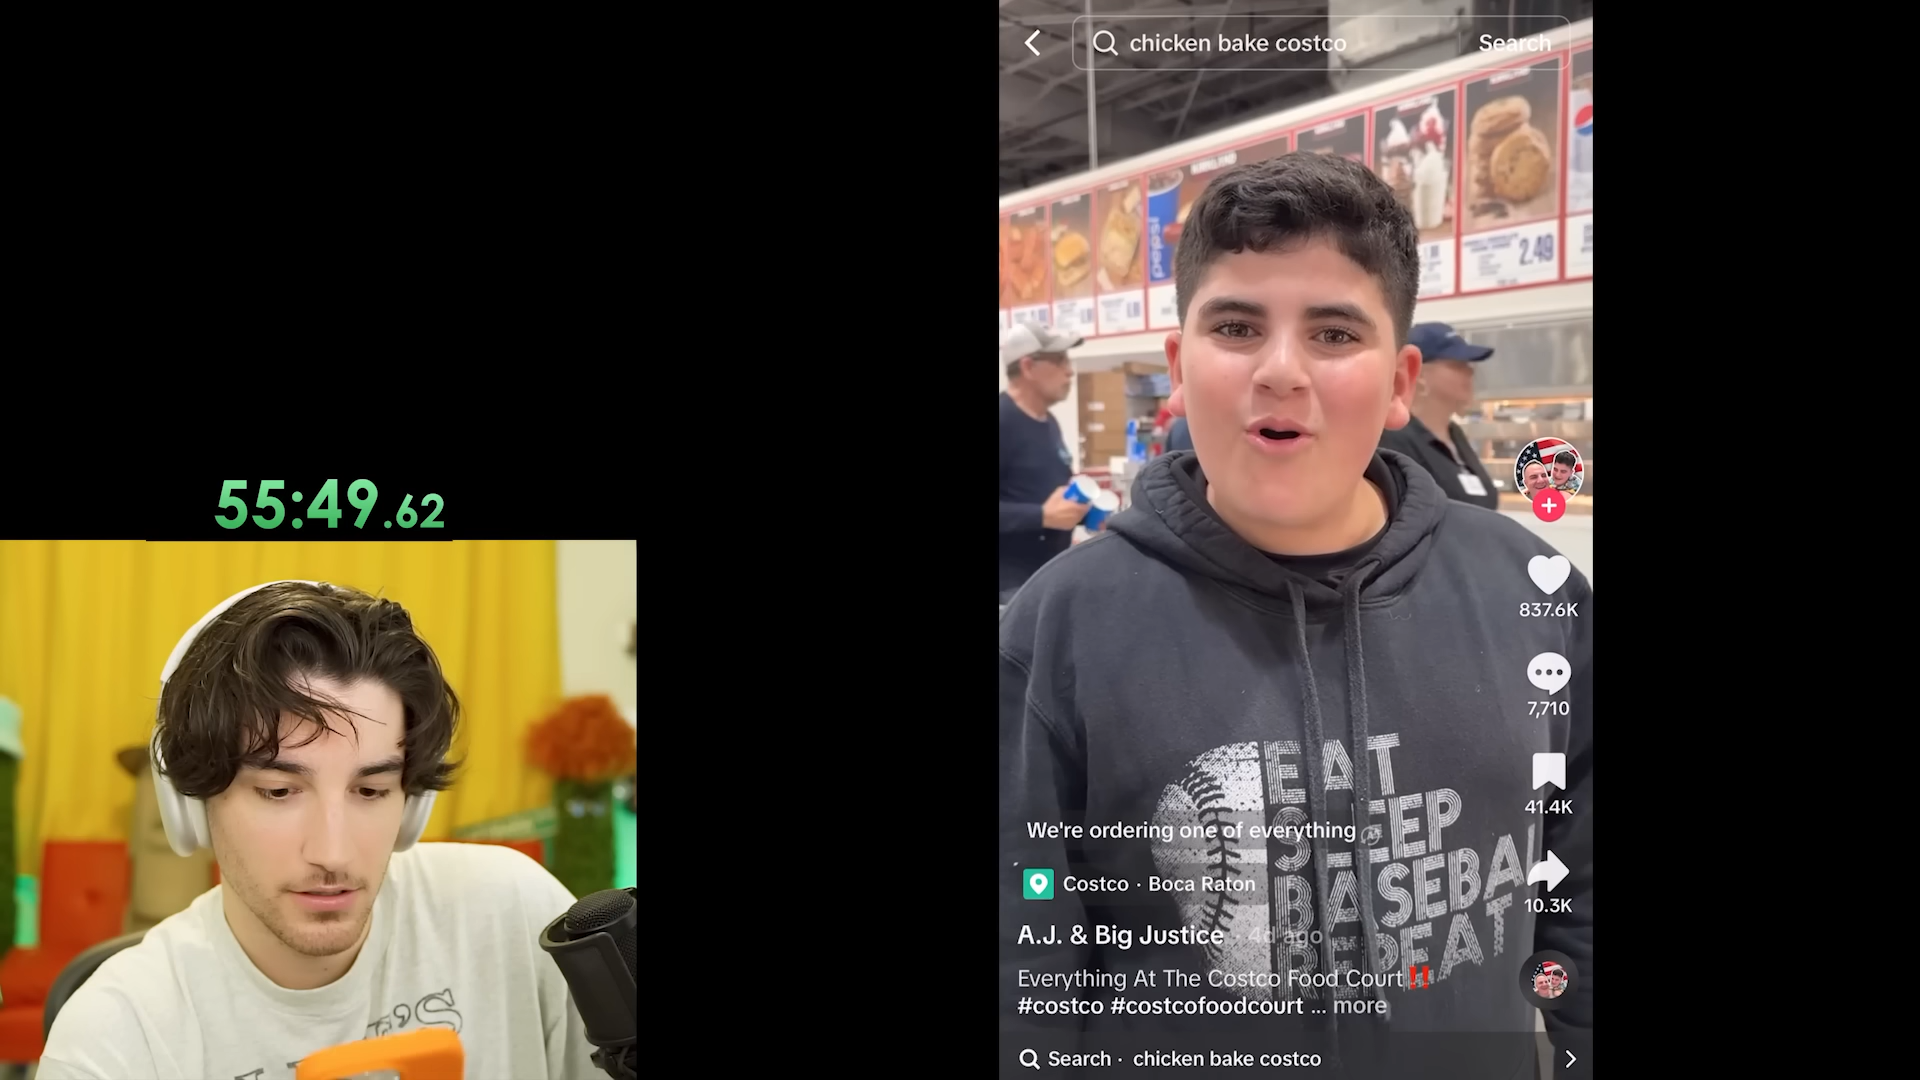 chicken bake costco
Search
pepsi
2.49
55:49.62
837.6K
7,710
41.4K
10.3K
EAT
SLEEP
BASEBA
REPEAT
We're ordering one of everything
Costco · Boca Raton
A.J. & Big Justice · 4d ago
Everything At The Costco Food Court‼️
#costco #costcofoodcourt ... more
Search · chicken bake costco